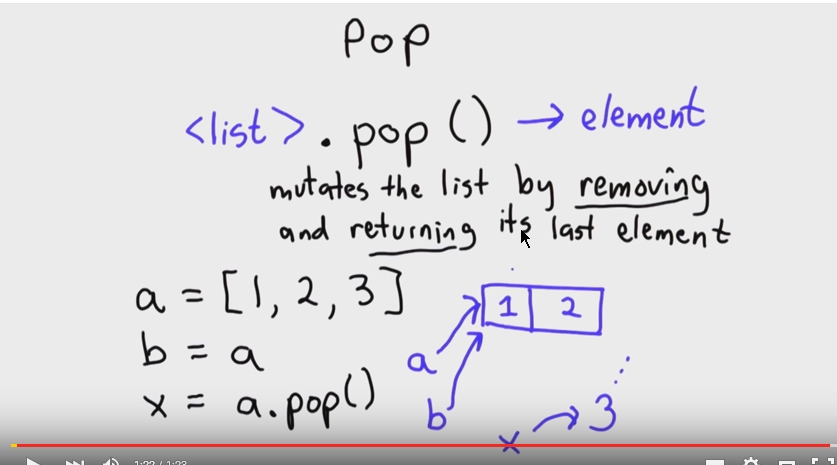 Pop
<list>.pop() → element
mutates the list by removing
and returning its last element
a = [1, 2, 3]
1 2
b = a
a
x = a.pop()
b
x → 3
1:22 / 1:23